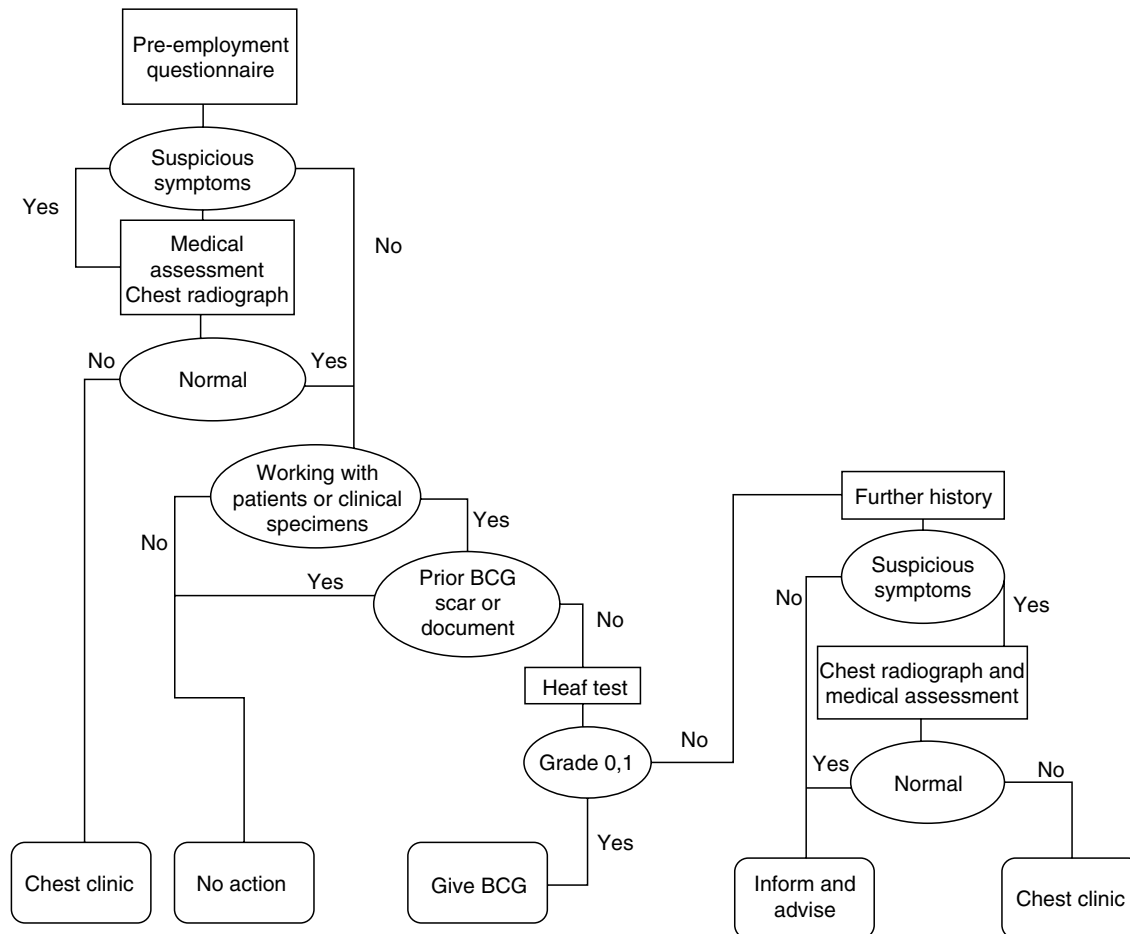 Pre-employment
questionnaire
Suspicious
symptoms
Yes
No
Medical
assessment
Chest radiograph
No
Yes
Normal
Working with
patients or clinical
specimens
No
Yes
Yes
Prior BCG
scar or
document
No
Heaf test
Grade 0,1
No
Yes
Further history
Suspicious
symptoms
No
Yes
Chest radiograph and
medical assessment
Yes
Normal
No
Chest clinic
No action
Give BCG
Inform and
advise
Chest clinic